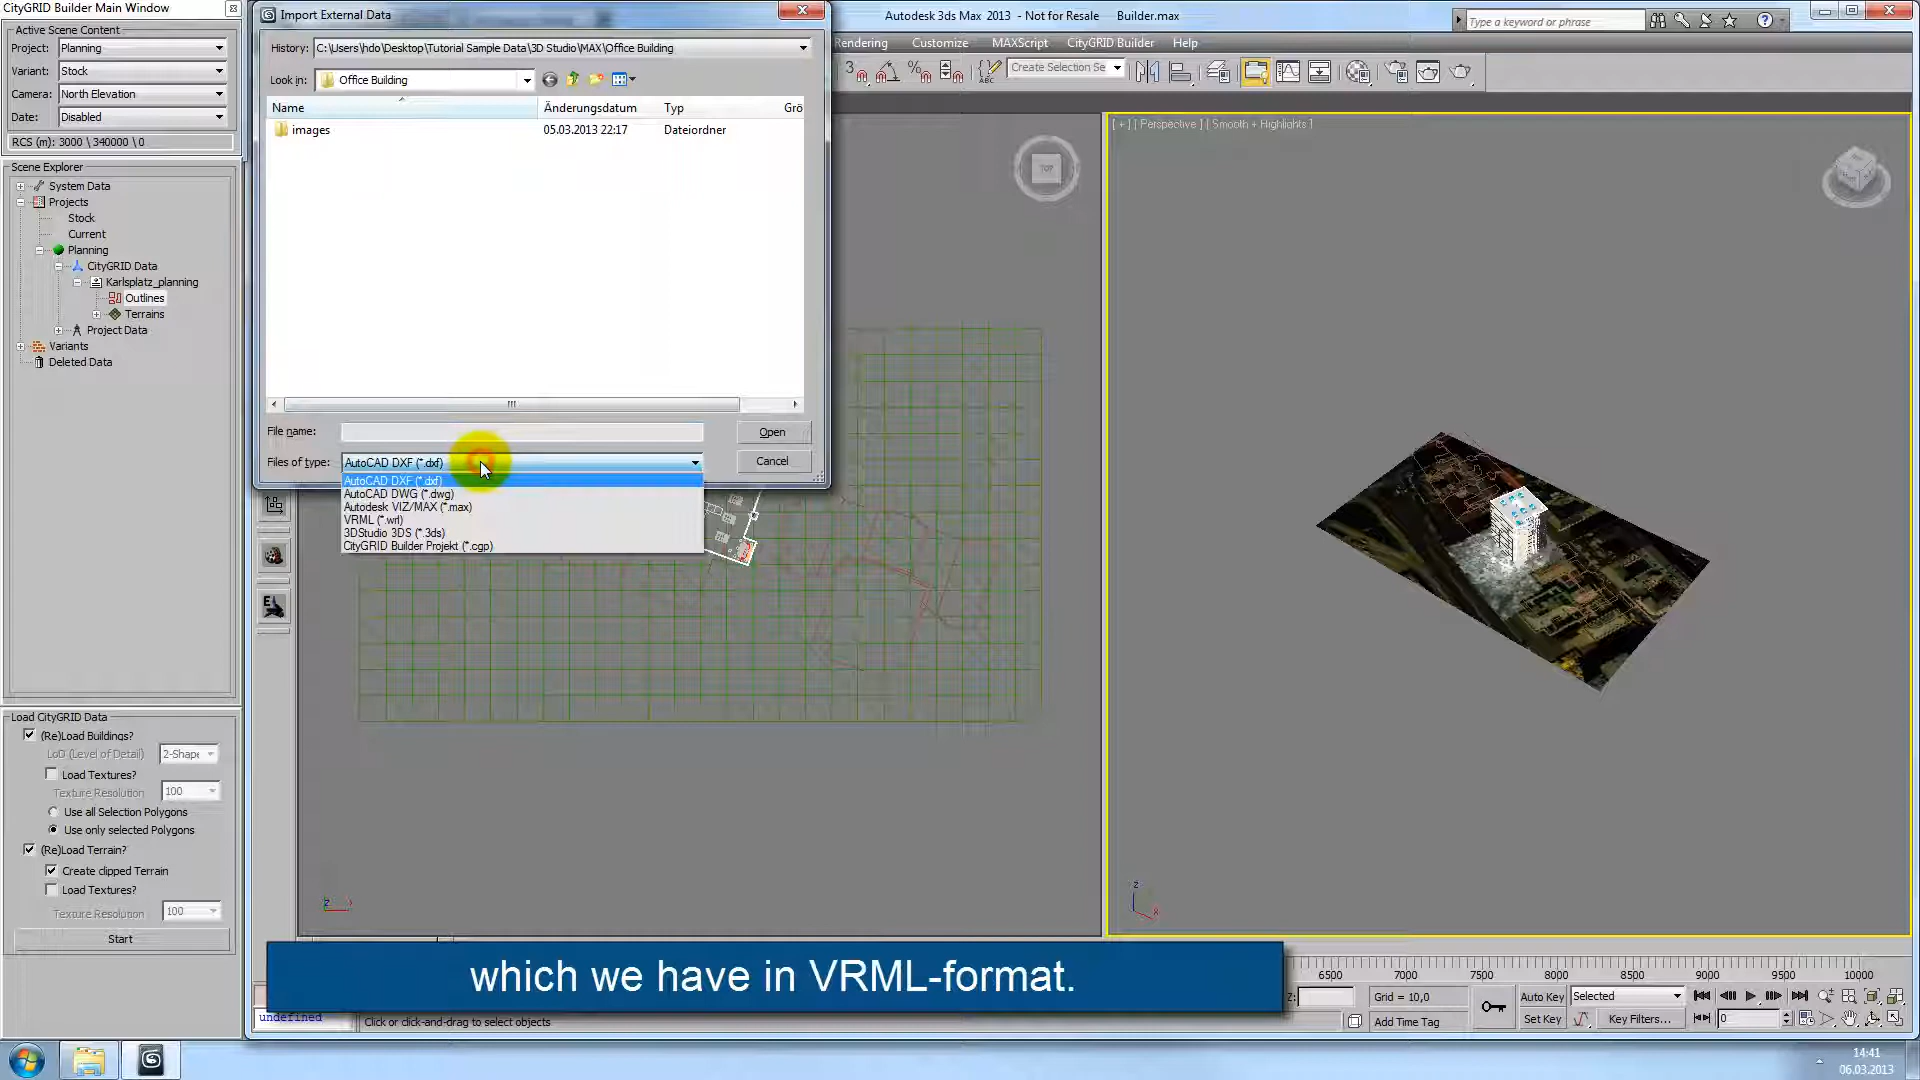 CityGRID Builder Main Window
Import External Data
Autodesk 3ds Max 2013 - Not for Resale Builder.max
Type a keyword or phrase
Active Scene Content
Project: Planning
Variant: Stock
Camera: North Elevation
Date: Disabled
RCS (m): 3000 \ 340000 \ 0
History: C:\Users\hdo\Desktop\Tutorial Sample Data\3D Studio\MAX\Office Building
Look in: Office Building
Name Änderungsdatum Typ Grö
images 05.03.2013 22:17 Dateiordner
Rendering Customize MAXScript CityGRID Builder Help
Create Selection Se
TOP
[ + ] [ Perspective ] [ Smooth + Highlights ]
Scene Explorer
System Data
Projects
Stock
Current
Planning
CityGRID Data
Karlsplatz_planning
Outlines
Terrains
Project Data
Variants
Deleted Data
File name:
Open
Files of type: AutoCAD DXF (*.dxf)
Cancel
AutoCAD DXF (*.dxf)
AutoCAD DWG (*.dwg)
Autodesk VIZ/MAX (*.max)
VRML (*.wrl)
3DStudio 3DS (*.3ds)
CityGRID Builder Projekt (*.cgp)
Load CityGRID Data
(Re)Load Buildings?
LoD (Level of Detail) 2-Shape
Load Textures?
Texture Resolution 100
Use all Selection Polygons
Use only selected Polygons
(Re)Load Terrain?
Create clipped Terrain
Load Textures?
Texture Resolution 100
Start
which we have in VRML-format.
6500 7000 7500 8000 8500 9000 9500 10000
Z: Grid = 10,0
Auto Key Selected
undefined
Click or click-and-drag to select objects
Add Time Tag
Set Key Key Filters... 0
14:41
06.03.2013